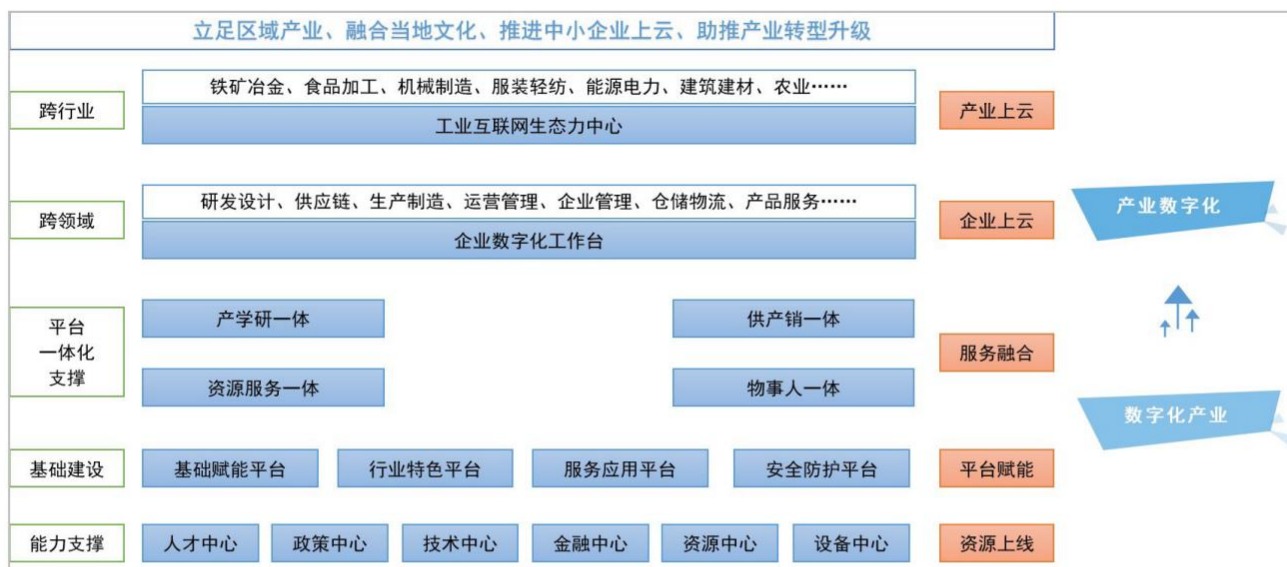 立足区域产业、融合当地文化、推进中小企业上云、助推产业转型升级
跨行业
铁矿冶金、食品加工、机械制造、服装轻纺、能源电力、建筑建材、农业……
工业互联网生态力中心
产业上云
跨领域
研发设计、供应链、生产制造、运营管理、企业管理、仓储物流、产品服务……
企业数字化工作台
企业上云
产业数字化
平台
一体化
支撑
产学研一体
供产销一体
资源服务一体
物事人一体
服务融合
数字化产业
基础建设
基础赋能平台
行业特色平台
服务应用平台
安全防护平台
平台赋能
能力支撑
人才中心
政策中心
技术中心
金融中心
资源中心
设备中心
资源上线